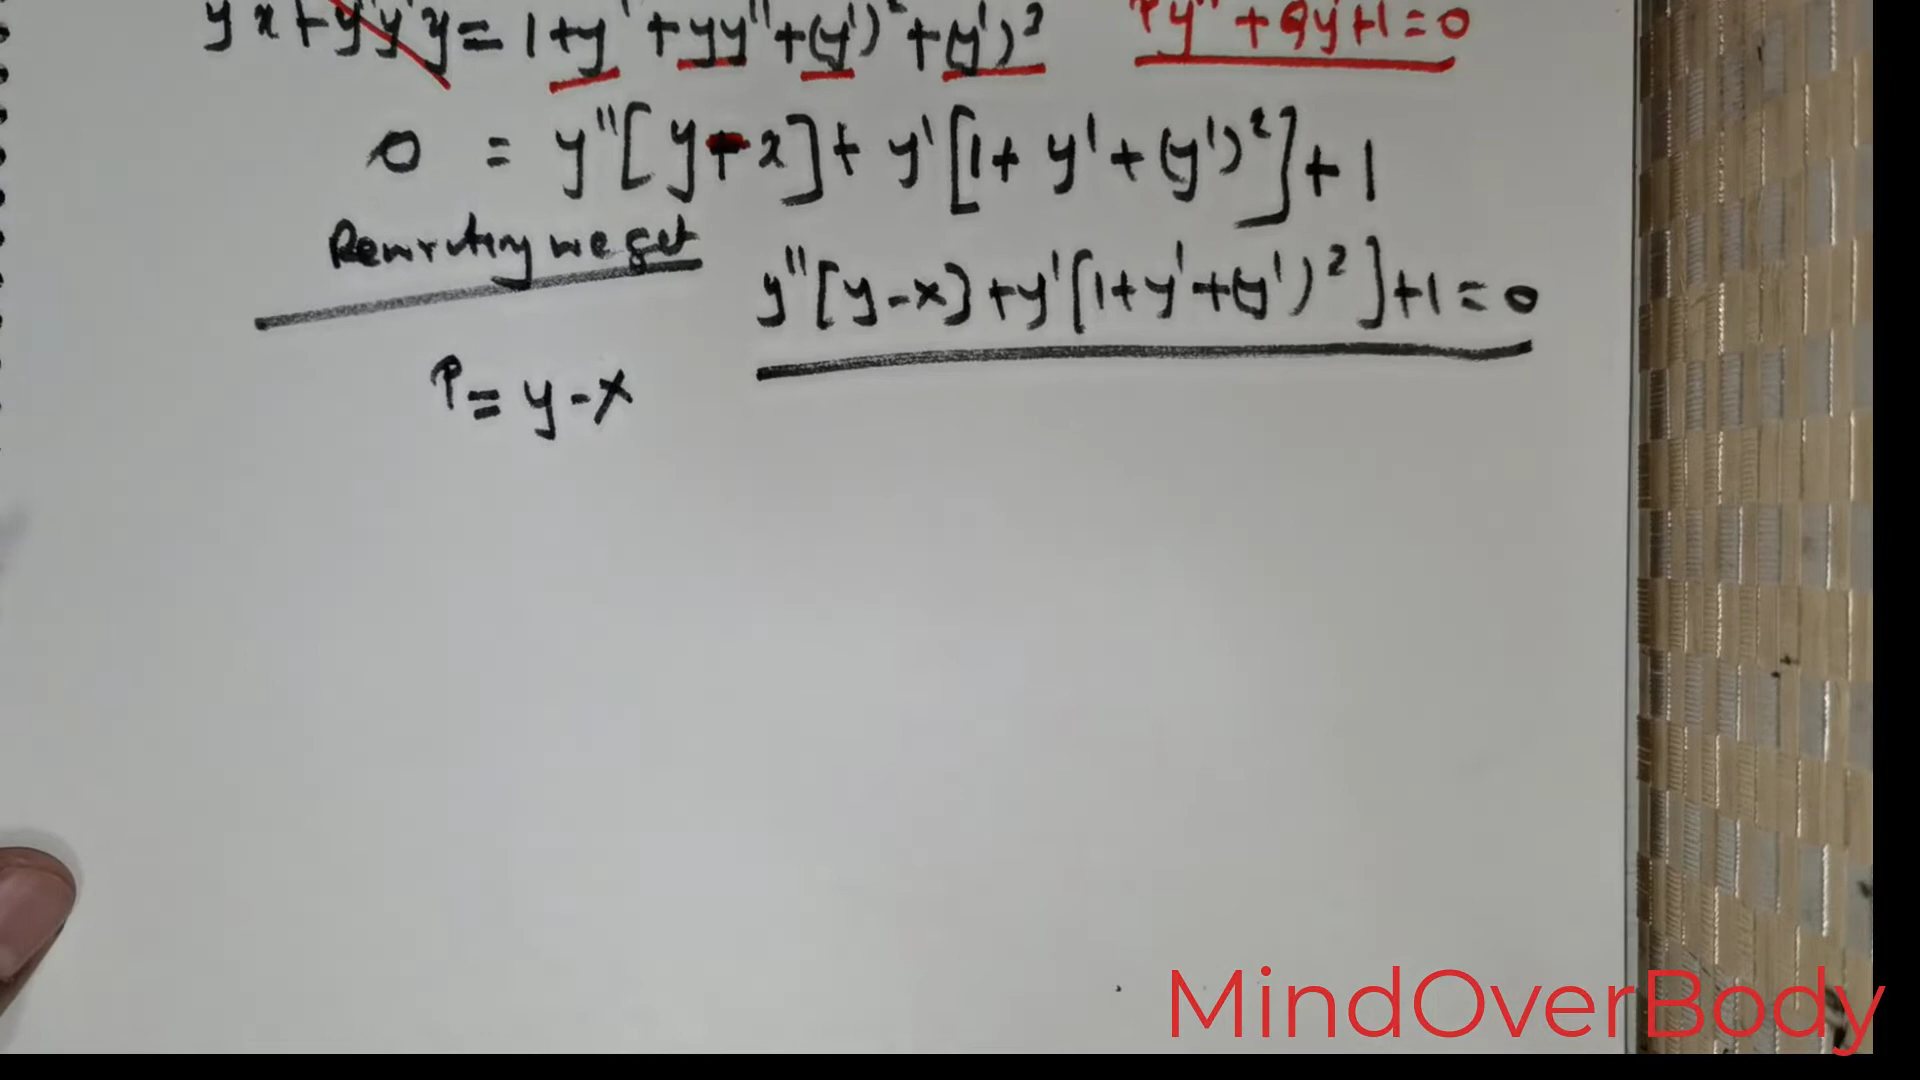 y x + y'y'y = 1 + y' + yy" + (y')² + (y')³
Py" + Qy' + 1 = 0
0 = y"[y - x] + y'[1 + y' + (y')²] + 1
Rewriting we get
y"[y - x] + y'[1 + y' + (y')²] + 1 = 0
P = y - x
MindOverBody